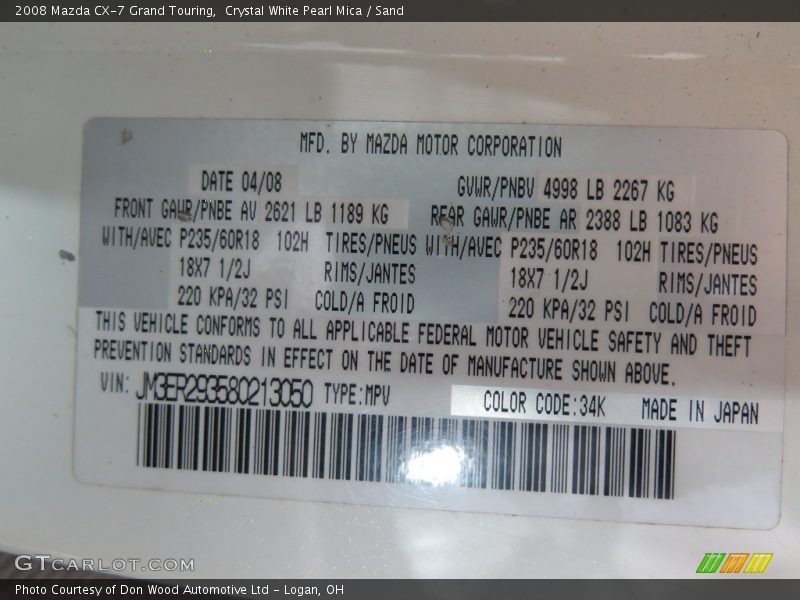 2008 Mazda CX-7 Grand Touring,  Crystal White Pearl Mica / Sand
MFD. BY MAZDA MOTOR CORPORATION
DATE 04/08 GVWR/PNBV 4998 LB 2267 KG
FRONT GAWR/PNBE AV 2621 LB 1189 KG REAR GAWR/PNBE AR 2388 LB 1083 KG
WITH/AVEC P235/60R18 102H TIRES/PNEUS WITH/AVEC P235/60R18 102H TIRES/PNEUS
18X7 1/2J RIMS/JANTES 18X7 1/2J RIMS/JANTES
220 KPA/32 PSI COLD/A FROID 220 KPA/32 PSI COLD/A FROID
THIS VEHICLE CONFORMS TO ALL APPLICABLE FEDERAL MOTOR VEHICLE SAFETY AND THEFT
PREVENTION STANDARDS IN EFFECT ON THE DATE OF MANUFACTURE SHOWN ABOVE.
VIN: JM3ER293580213050 TYPE:MPV COLOR CODE:34K MADE IN JAPAN
GTCARLOT.COM
Photo Courtesy of Don Wood Automotive Ltd - Logan, OH